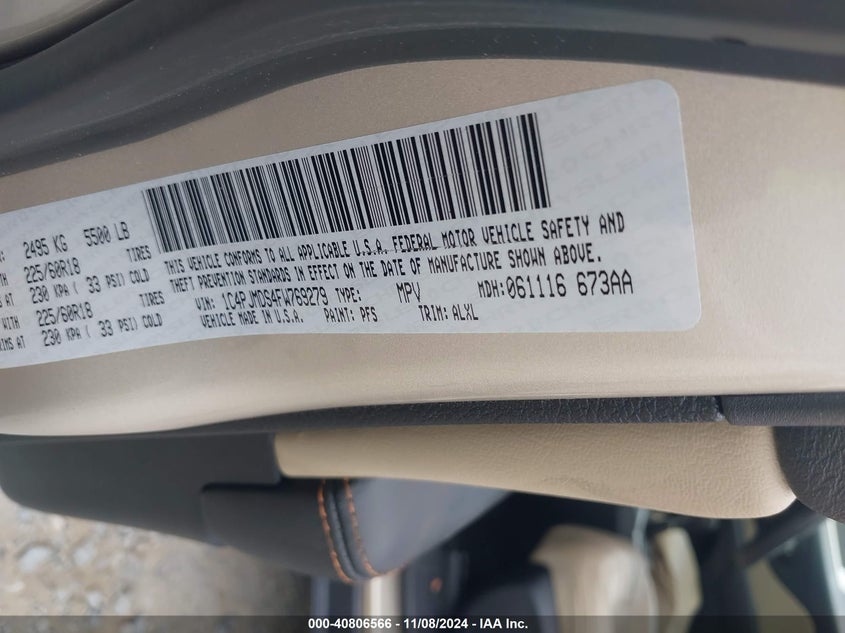 2495 KG 5500 LB
225/60R18 TIRES
230 KPA ( 33 PSI) COLD
WITH 225/60R18 TIRES
RIMS AT 230 KPA ( 33 PSI) COLD
THIS VEHICLE CONFORMS TO ALL APPLICABLE U.S.A. FEDERAL MOTOR VEHICLE SAFETY AND
THEFT PREVENTION STANDARDS IN EFFECT ON THE DATE OF MANUFACTURE SHOWN ABOVE.
VIN: 1C4PJMDS4FW769279 TYPE: MPV MDH:061116 673AA
VEHICLE MADE IN U.S.A. PAINT: PFS TRIM: ALXL
000-40806566 - 11/08/2024 - IAA Inc.